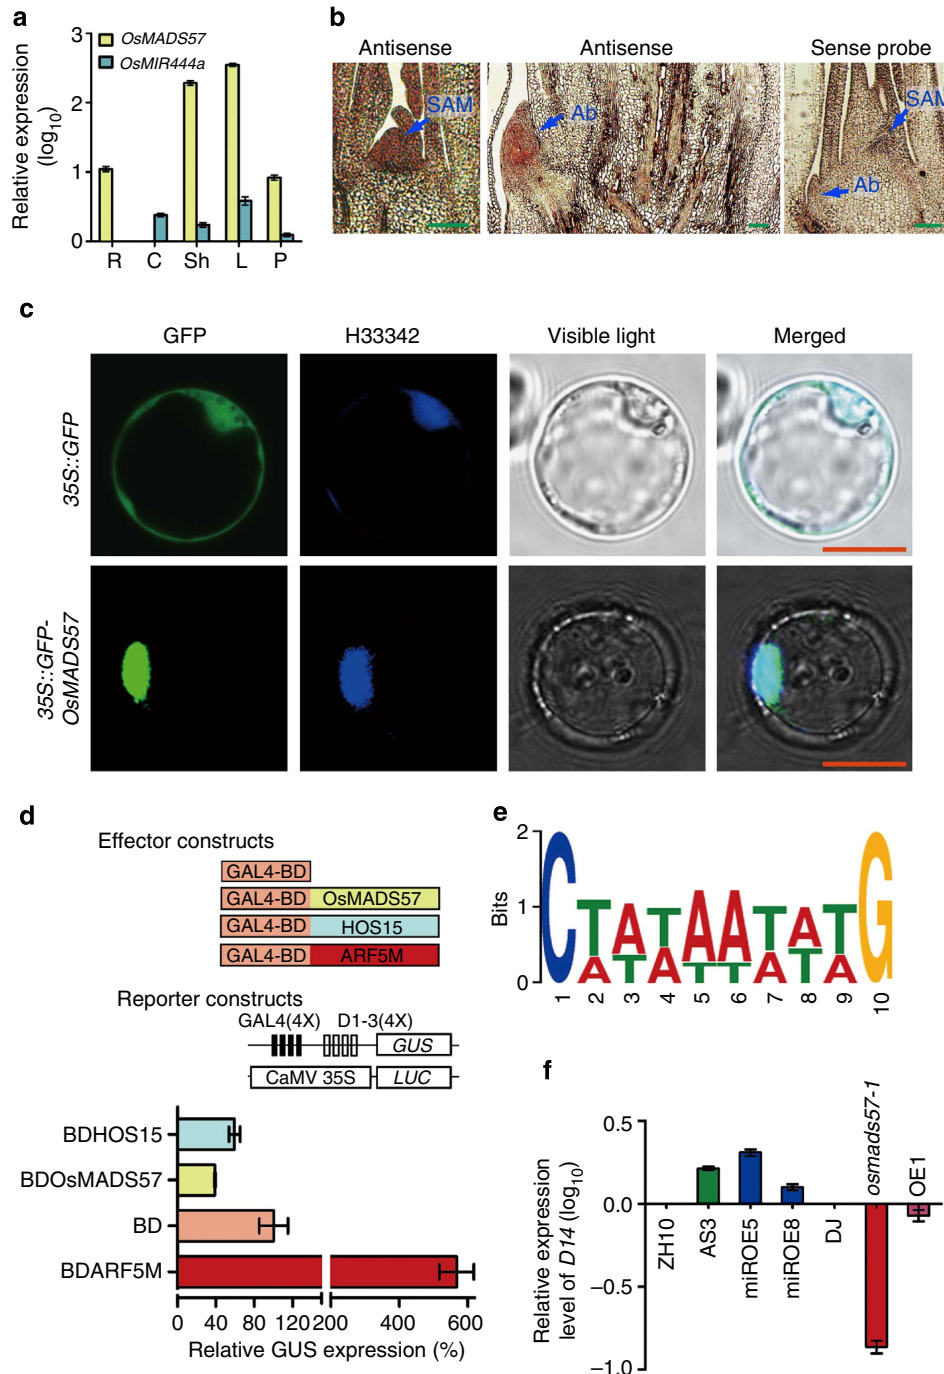 a
OsMADS57
OsMIR444a
Relative expression
(log10)
3
2
1
0
R C Sh L P
b
Antisense
Antisense
Sense probe
SAM
Ab
SAM
Ab
c
GFP
H33342
Visible light
Merged
35S::GFP
35S::GFP-
OsMADS57
d
Effector constructs
GAL4-BD
GAL4-BD OsMADS57
GAL4-BD HOS15
GAL4-BD ARF5M
Reporter constructs
GAL4(4X) D1-3(4X)
GUS
CaMV 35S LUC
BDHOS15
BDOsMADS57
BD
BDARF5M
0 40 80 120 200 400 600
Relative GUS expression (%)
e
Bits
2
1
0
C T A T A A T A T G
A T A T T A T A
1 2 3 4 5 6 7 8 9 10
f
Relative expression
level of D14 (log10)
0.5
0.0
−0.5
−1.0
ZH10
AS3
miROE5
miROE8
DJ
osmads57-1
OE1